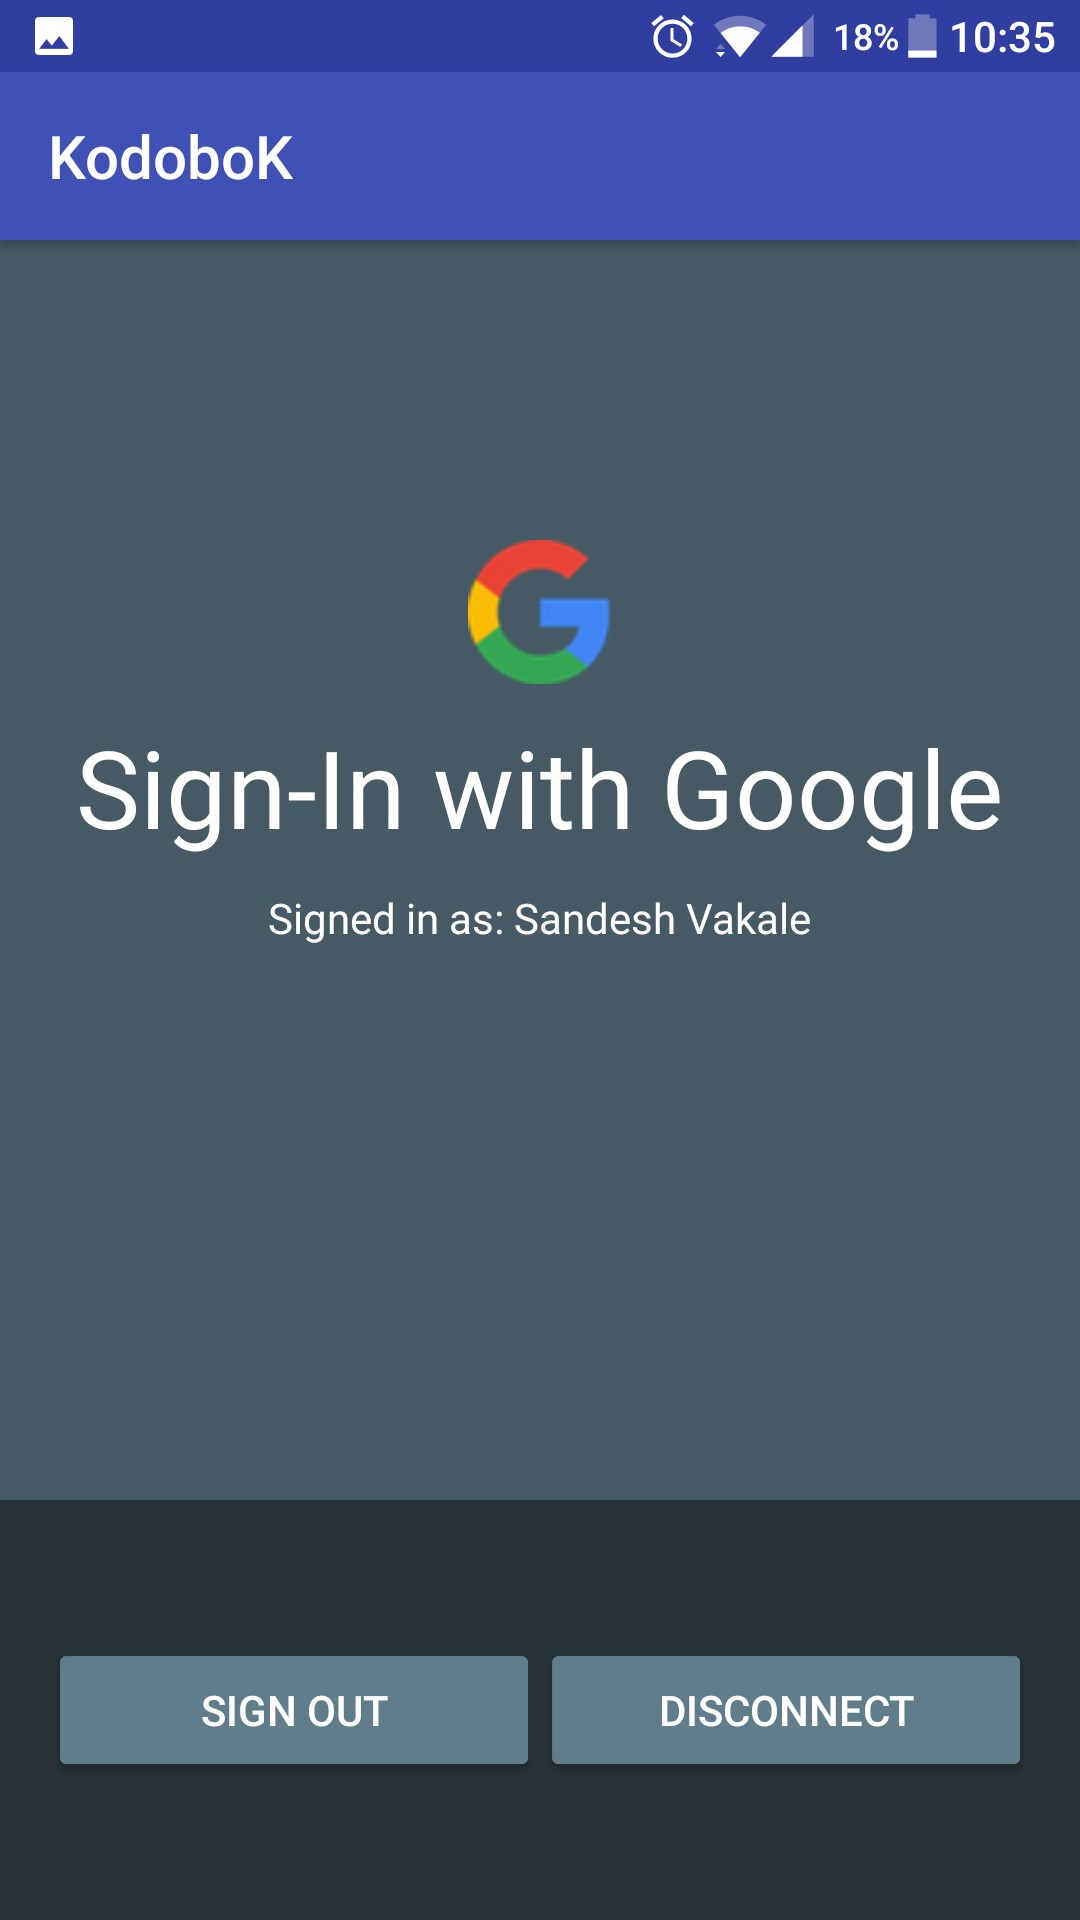 18% 10:35
KodoboK
Sign-In with Google
Signed in as: Sandesh Vakale
SIGN OUT DISCONNECT